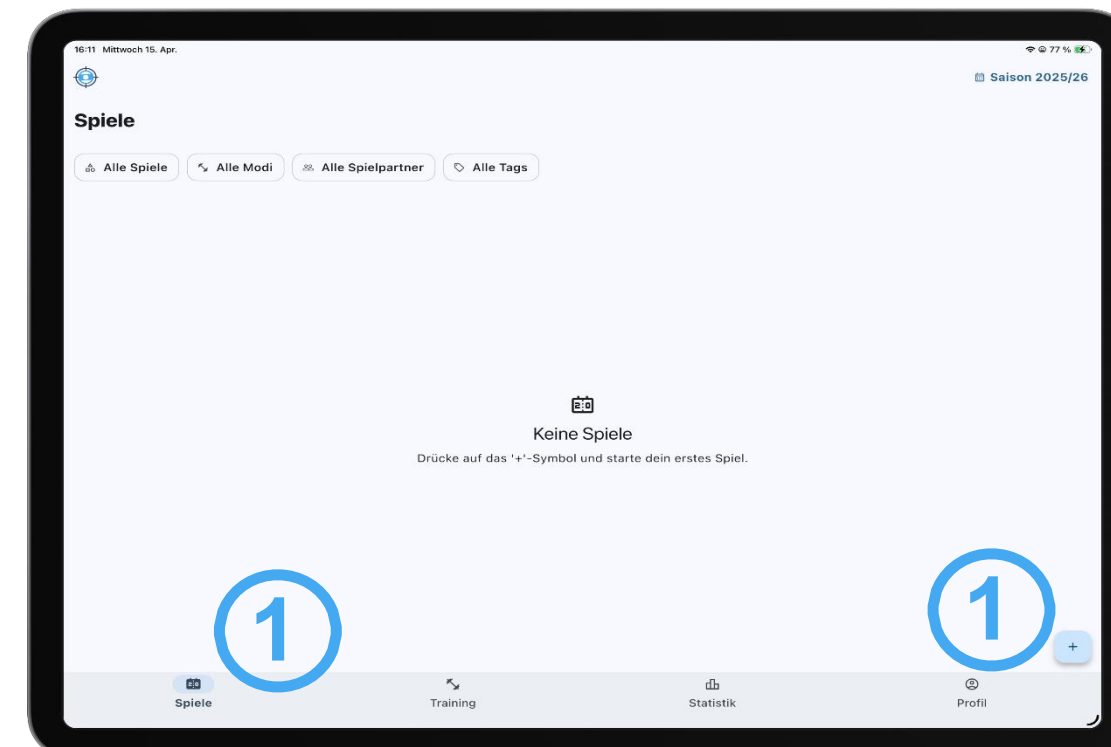 16:11 Mittwoch 15. Apr.
77 %
Saison 2025/26
Spiele
Alle Spiele
Alle Modi
Alle Spielpartner
Alle Tags
2:0
Keine Spiele
Drücke auf das '+'-Symbol und starte dein erstes Spiel.
1
1
+
Spiele
Training
Statistik
Profil